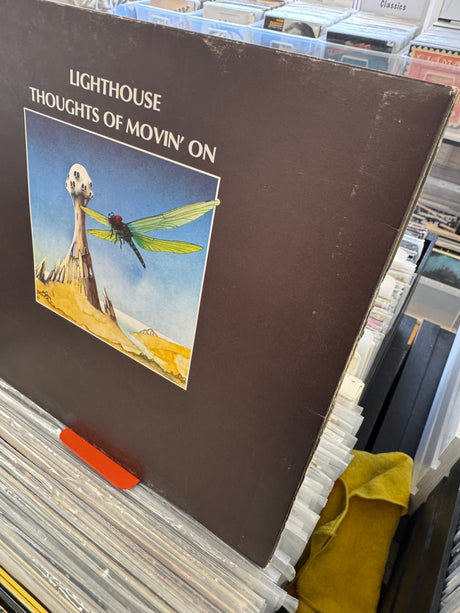 Classics
LIGHTHOUSE
THOUGHTS OF MOVIN' ON